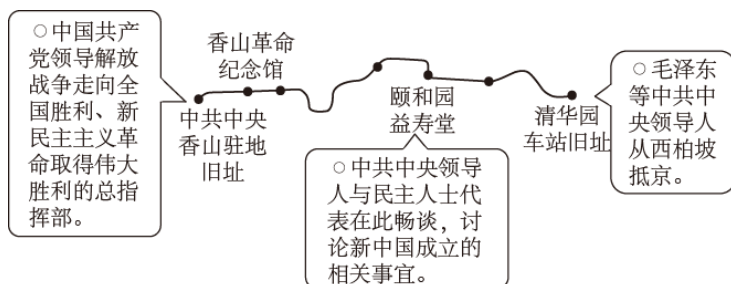 ○中国共产
党领导解放
战争走向全
国胜利、新
民主主义革
命取得伟大
胜利的总指
挥部。
香山革命
纪念馆
中共中央
香山驻地
旧址
颐和园
益寿堂
○中共中央领导
人与民主人士代
表在此畅谈，讨
论新中国成立的
相关事宜。
清华园
车站旧址
○毛泽东
等中共中
央领导人
从西柏坡
抵京。